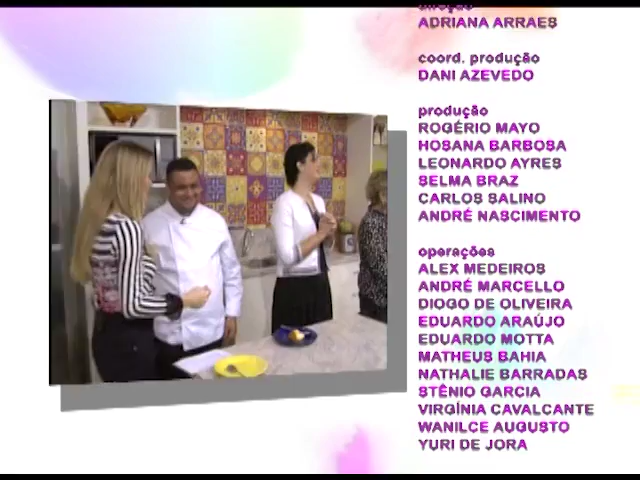 direção
ADRIANA ARRAES
coord. produção
DANI AZEVEDO
produção
ROGÉRIO MAYO
HOSANA BARBOSA
LEONARDO AYRES
SELMA BRAZ
CARLOS SALINO
ANDRÉ NASCIMENTO
operações
ALEX MEDEIROS
ANDRÉ MARCELLO
DIOGO DE OLIVEIRA
EDUARDO ARAÚJO
EDUARDO MOTTA
MATHEUS BAHIA
NATHALIE BARRADAS
STÊNIO GARCIA
VIRGÍNIA CAVALCANTE
WANILCE AUGUSTO
YURI DE JORA